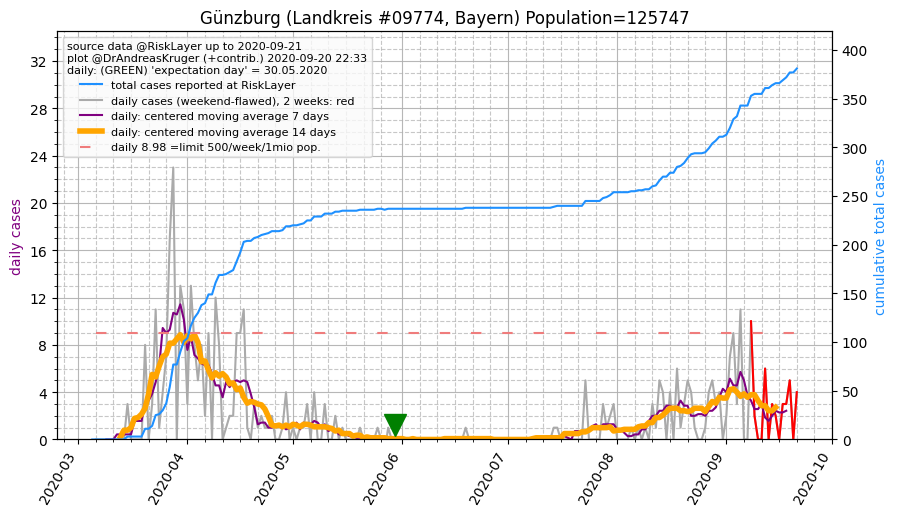 Günzburg (Landkreis #09774, Bayern) Population=125747
source data @RiskLayer up to 2020-09-21
plot @DrAndreasKruger (+contrib.) 2020-09-20 22:33
daily: (GREEN) 'expectation day' = 30.05.2020
total cases reported at RiskLayer
daily cases (weekend-flawed), 2 weeks: red
daily: centered moving average 7 days
daily: centered moving average 14 days
daily 8.98 =limit 500/week/1mio pop.
daily cases
32
28
24
20
16
12
8
4
0
cumulative total cases
400
350
300
250
200
150
100
50
0
2020-03
2020-04
2020-05
2020-06
2020-07
2020-08
2020-09
2020-10